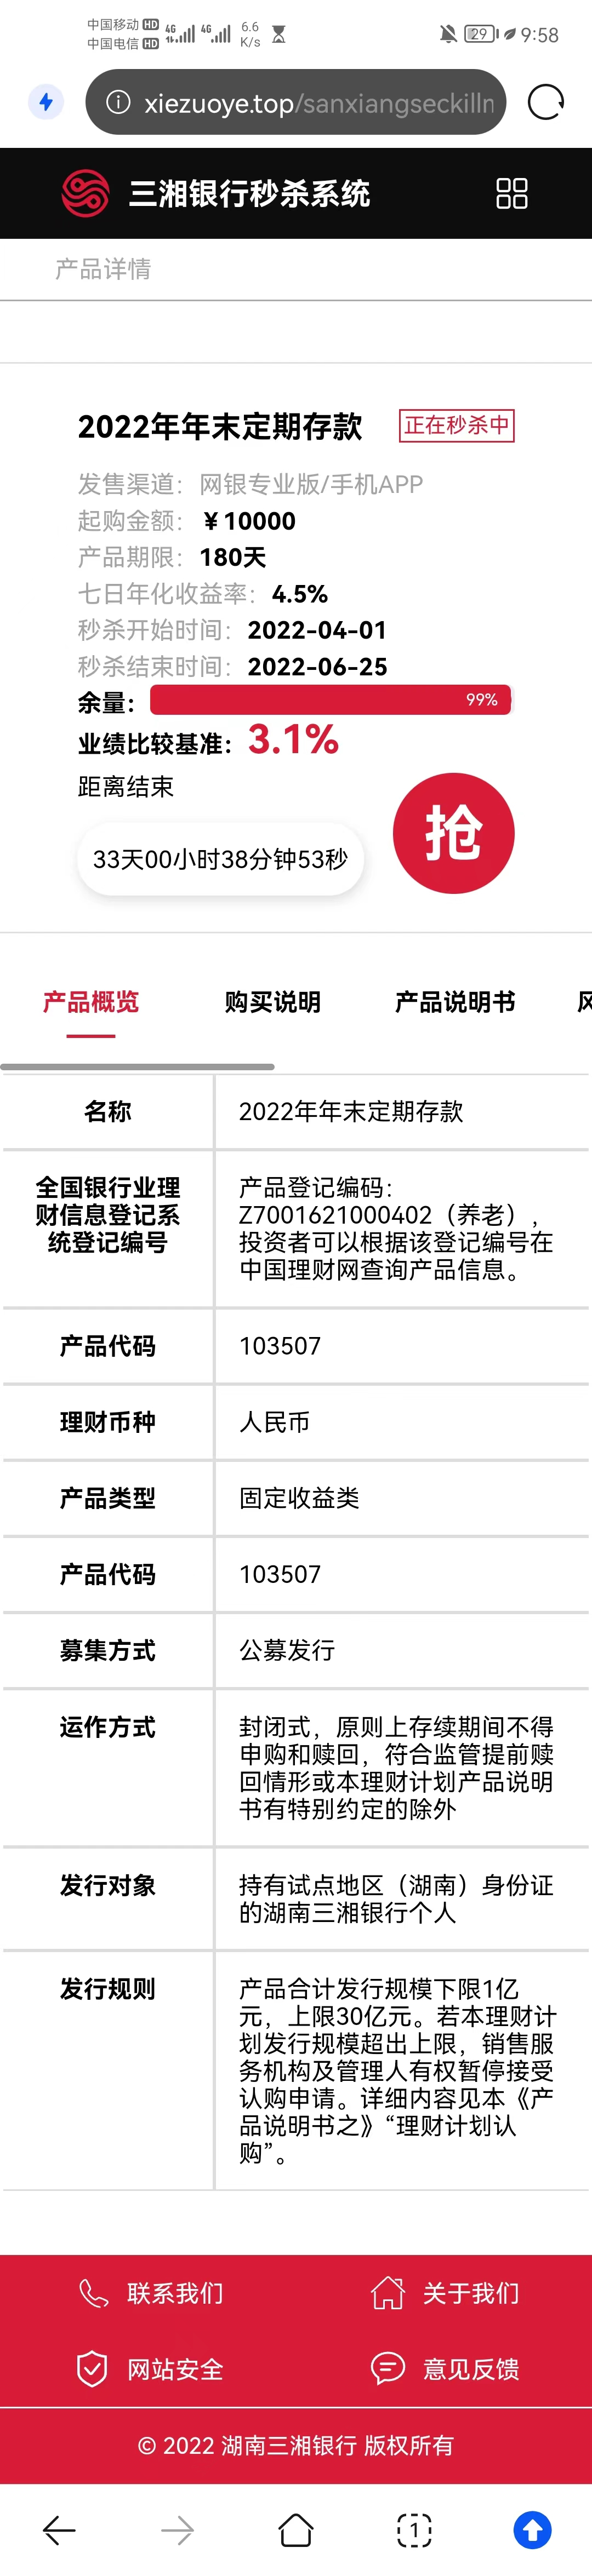 中国移动 HD 4G 4G 6.6 K/s 29 9:58
中国电信 HD
xiezuoye.top/sanxiangseckilln
三湘银行秒杀系统
产品详情
2022年年末定期存款 正在秒杀中
发售渠道：网银专业版/手机APP
起购金额：￥10000
产品期限：180天
七日年化收益率：4.5%
秒杀开始时间：2022-04-01
秒杀结束时间：2022-06-25
余量： 99%
业绩比较基准：3.1%
距离结束
33天00小时38分钟53秒
抢
产品概览 购买说明 产品说明书
名称 2022年年末定期存款
全国银行业理
财信息登记系
统登记编号
产品登记编码：
Z7001621000402（养老），
投资者可以根据该登记编号在
中国理财网查询产品信息。
产品代码 103507
理财币种 人民币
产品类型 固定收益类
产品代码 103507
募集方式 公募发行
运作方式 封闭式，原则上存续期间不得
申购和赎回，符合监管提前赎
回情形或本理财计划产品说明
书有特别约定的除外
发行对象 持有试点地区（湖南）身份证
的湖南三湘银行个人
发行规则 产品合计发行规模下限1亿
元，上限30亿元。若本理财计
划发行规模超出上限，销售服
务机构及管理人有权暂停接受
认购申请。详细内容见本《产
品说明书之》“理财计划认
购”。
联系我们 关于我们
网站安全 意见反馈
© 2022 湖南三湘银行 版权所有
1